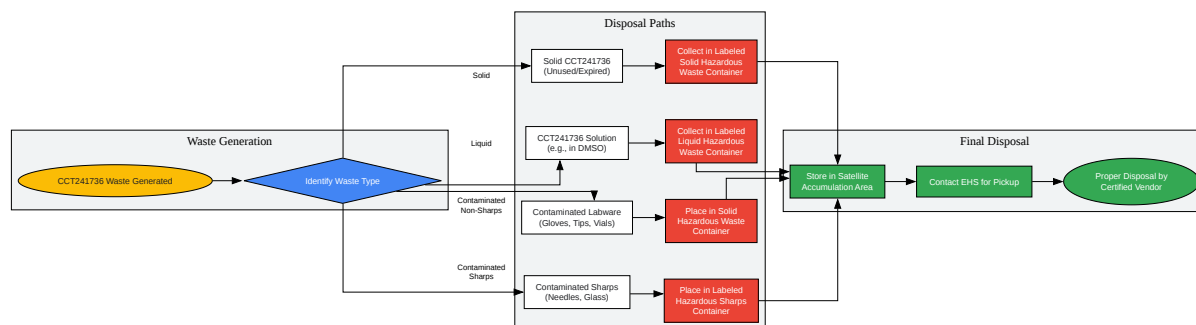 Disposal Paths
Solid CCT241736
(Unused/Expired)
Collect in Labeled
Solid Hazardous
Waste Container
Solid
Waste Generation
CCT241736 Waste Generated
Identify Waste Type
Liquid
CCT241736 Solution
(e.g., in DMSO)
Collect in Labeled
Liquid Hazardous
Waste Container
Final Disposal
Store in Satellite
Accumulation Area
Contact EHS for Pickup
Proper Disposal by
Certified Vendor
Contaminated
Non-Sharps
Contaminated Labware
(Gloves, Tips, Vials)
Place in Solid
Hazardous Waste
Container
Contaminated
Sharps
Contaminated Sharps
(Needles, Glass)
Place in Labeled
Hazardous Sharps
Container